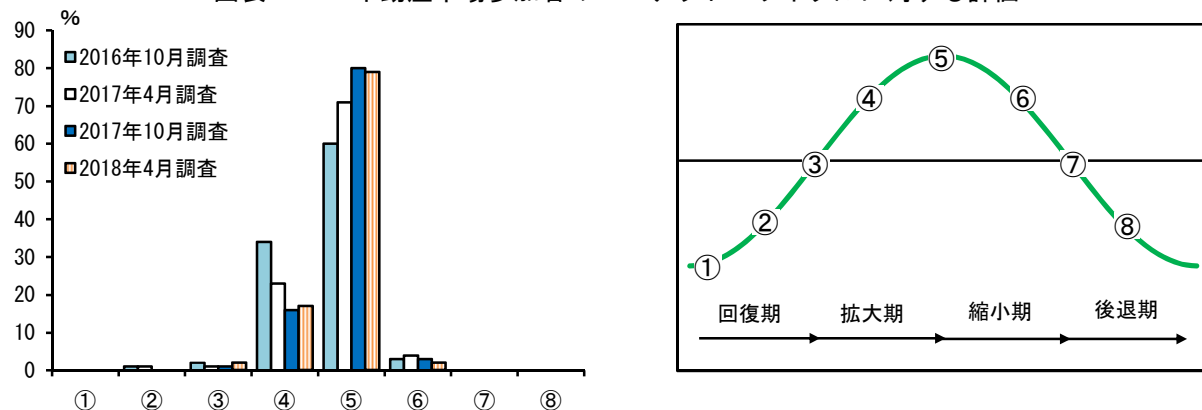 %
90
80
70
60
50
40
30
20
10
0
2016年10月調査
2017年4月調査
2017年10月調査
2018年4月調査
① ② ③ ④ ⑤ ⑥ ⑦ ⑧
⑤
④ ⑥
③ ⑦
② ⑧
①
回復期 拡大期 縮小期 後退期